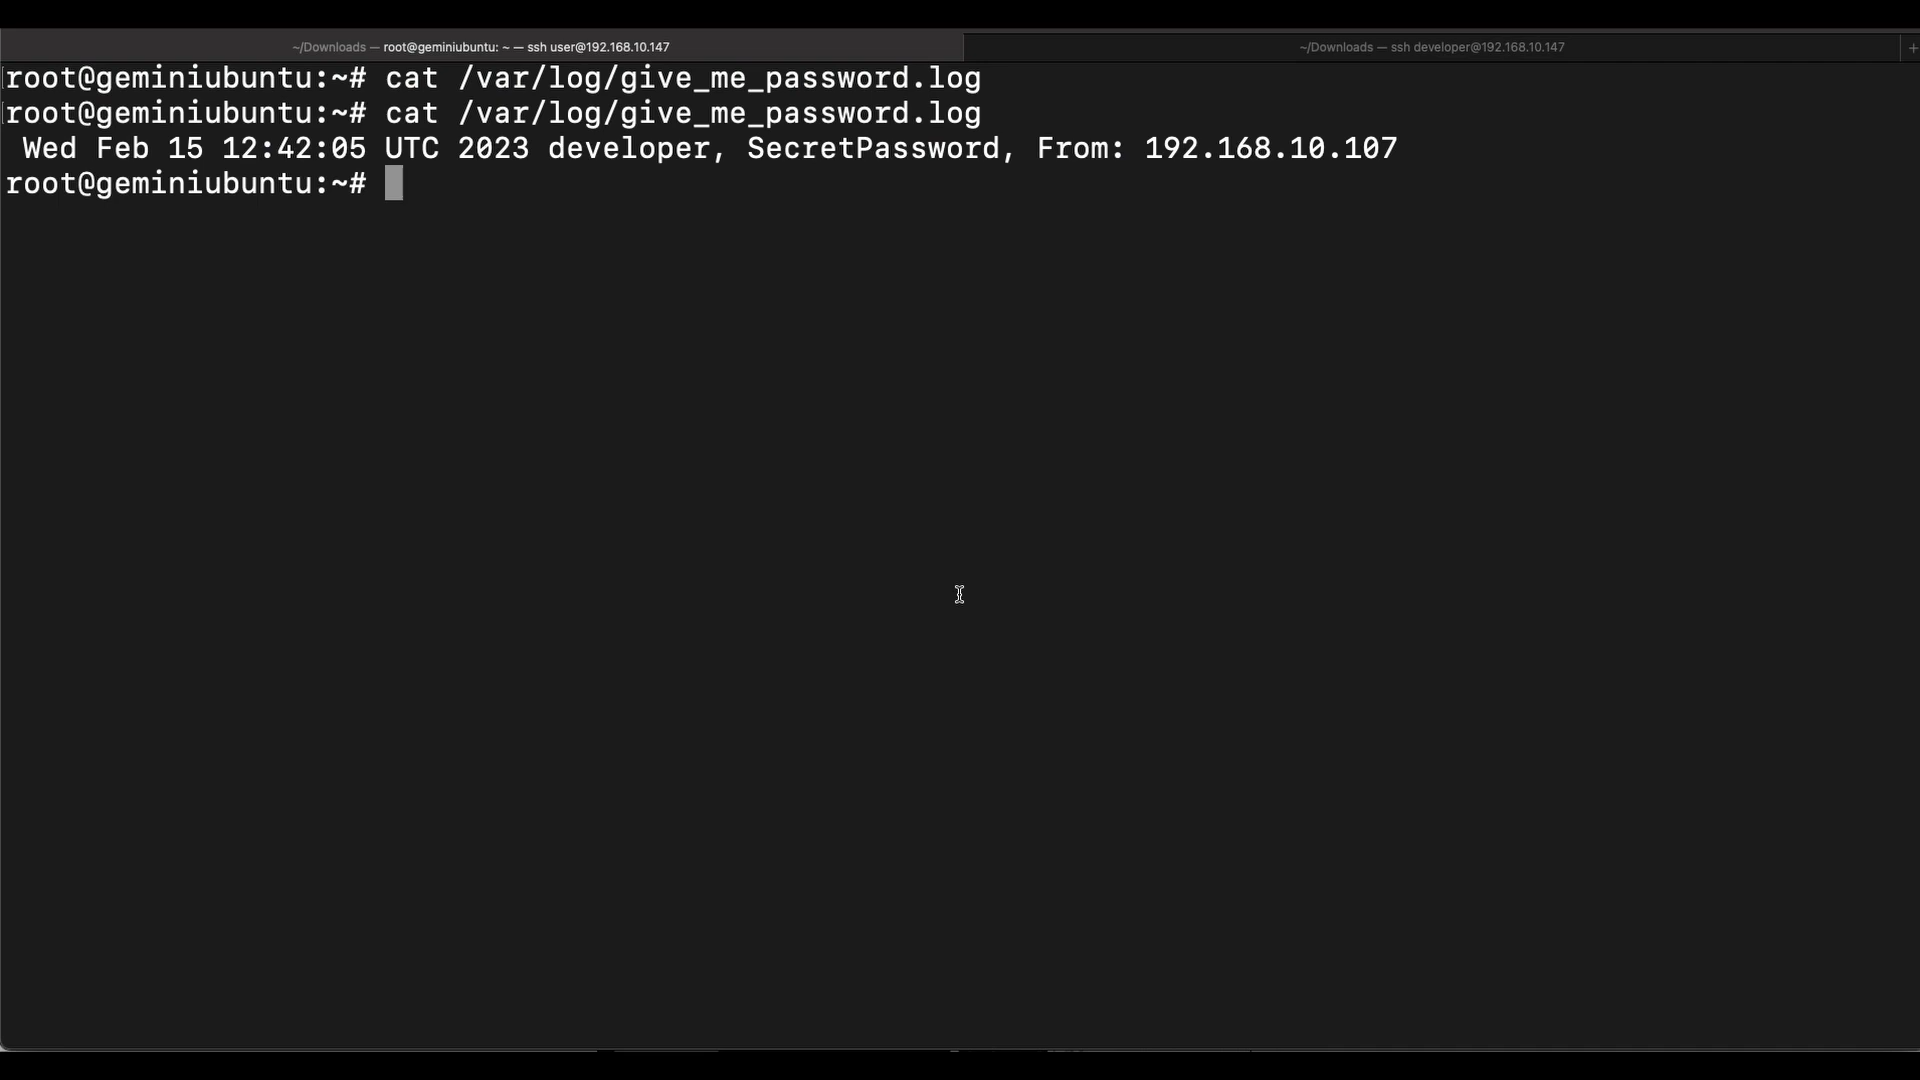 ~/Downloads — root@geminiubuntu: ~ — ssh user@192.168.10.147
~/Downloads — ssh developer@192.168.10.147
+
root@geminiubuntu:~# cat /var/log/give_me_password.log
root@geminiubuntu:~# cat /var/log/give_me_password.log
Wed Feb 15 12:42:05 UTC 2023 developer, SecretPassword, From: 192.168.10.107
root@geminiubuntu:~#